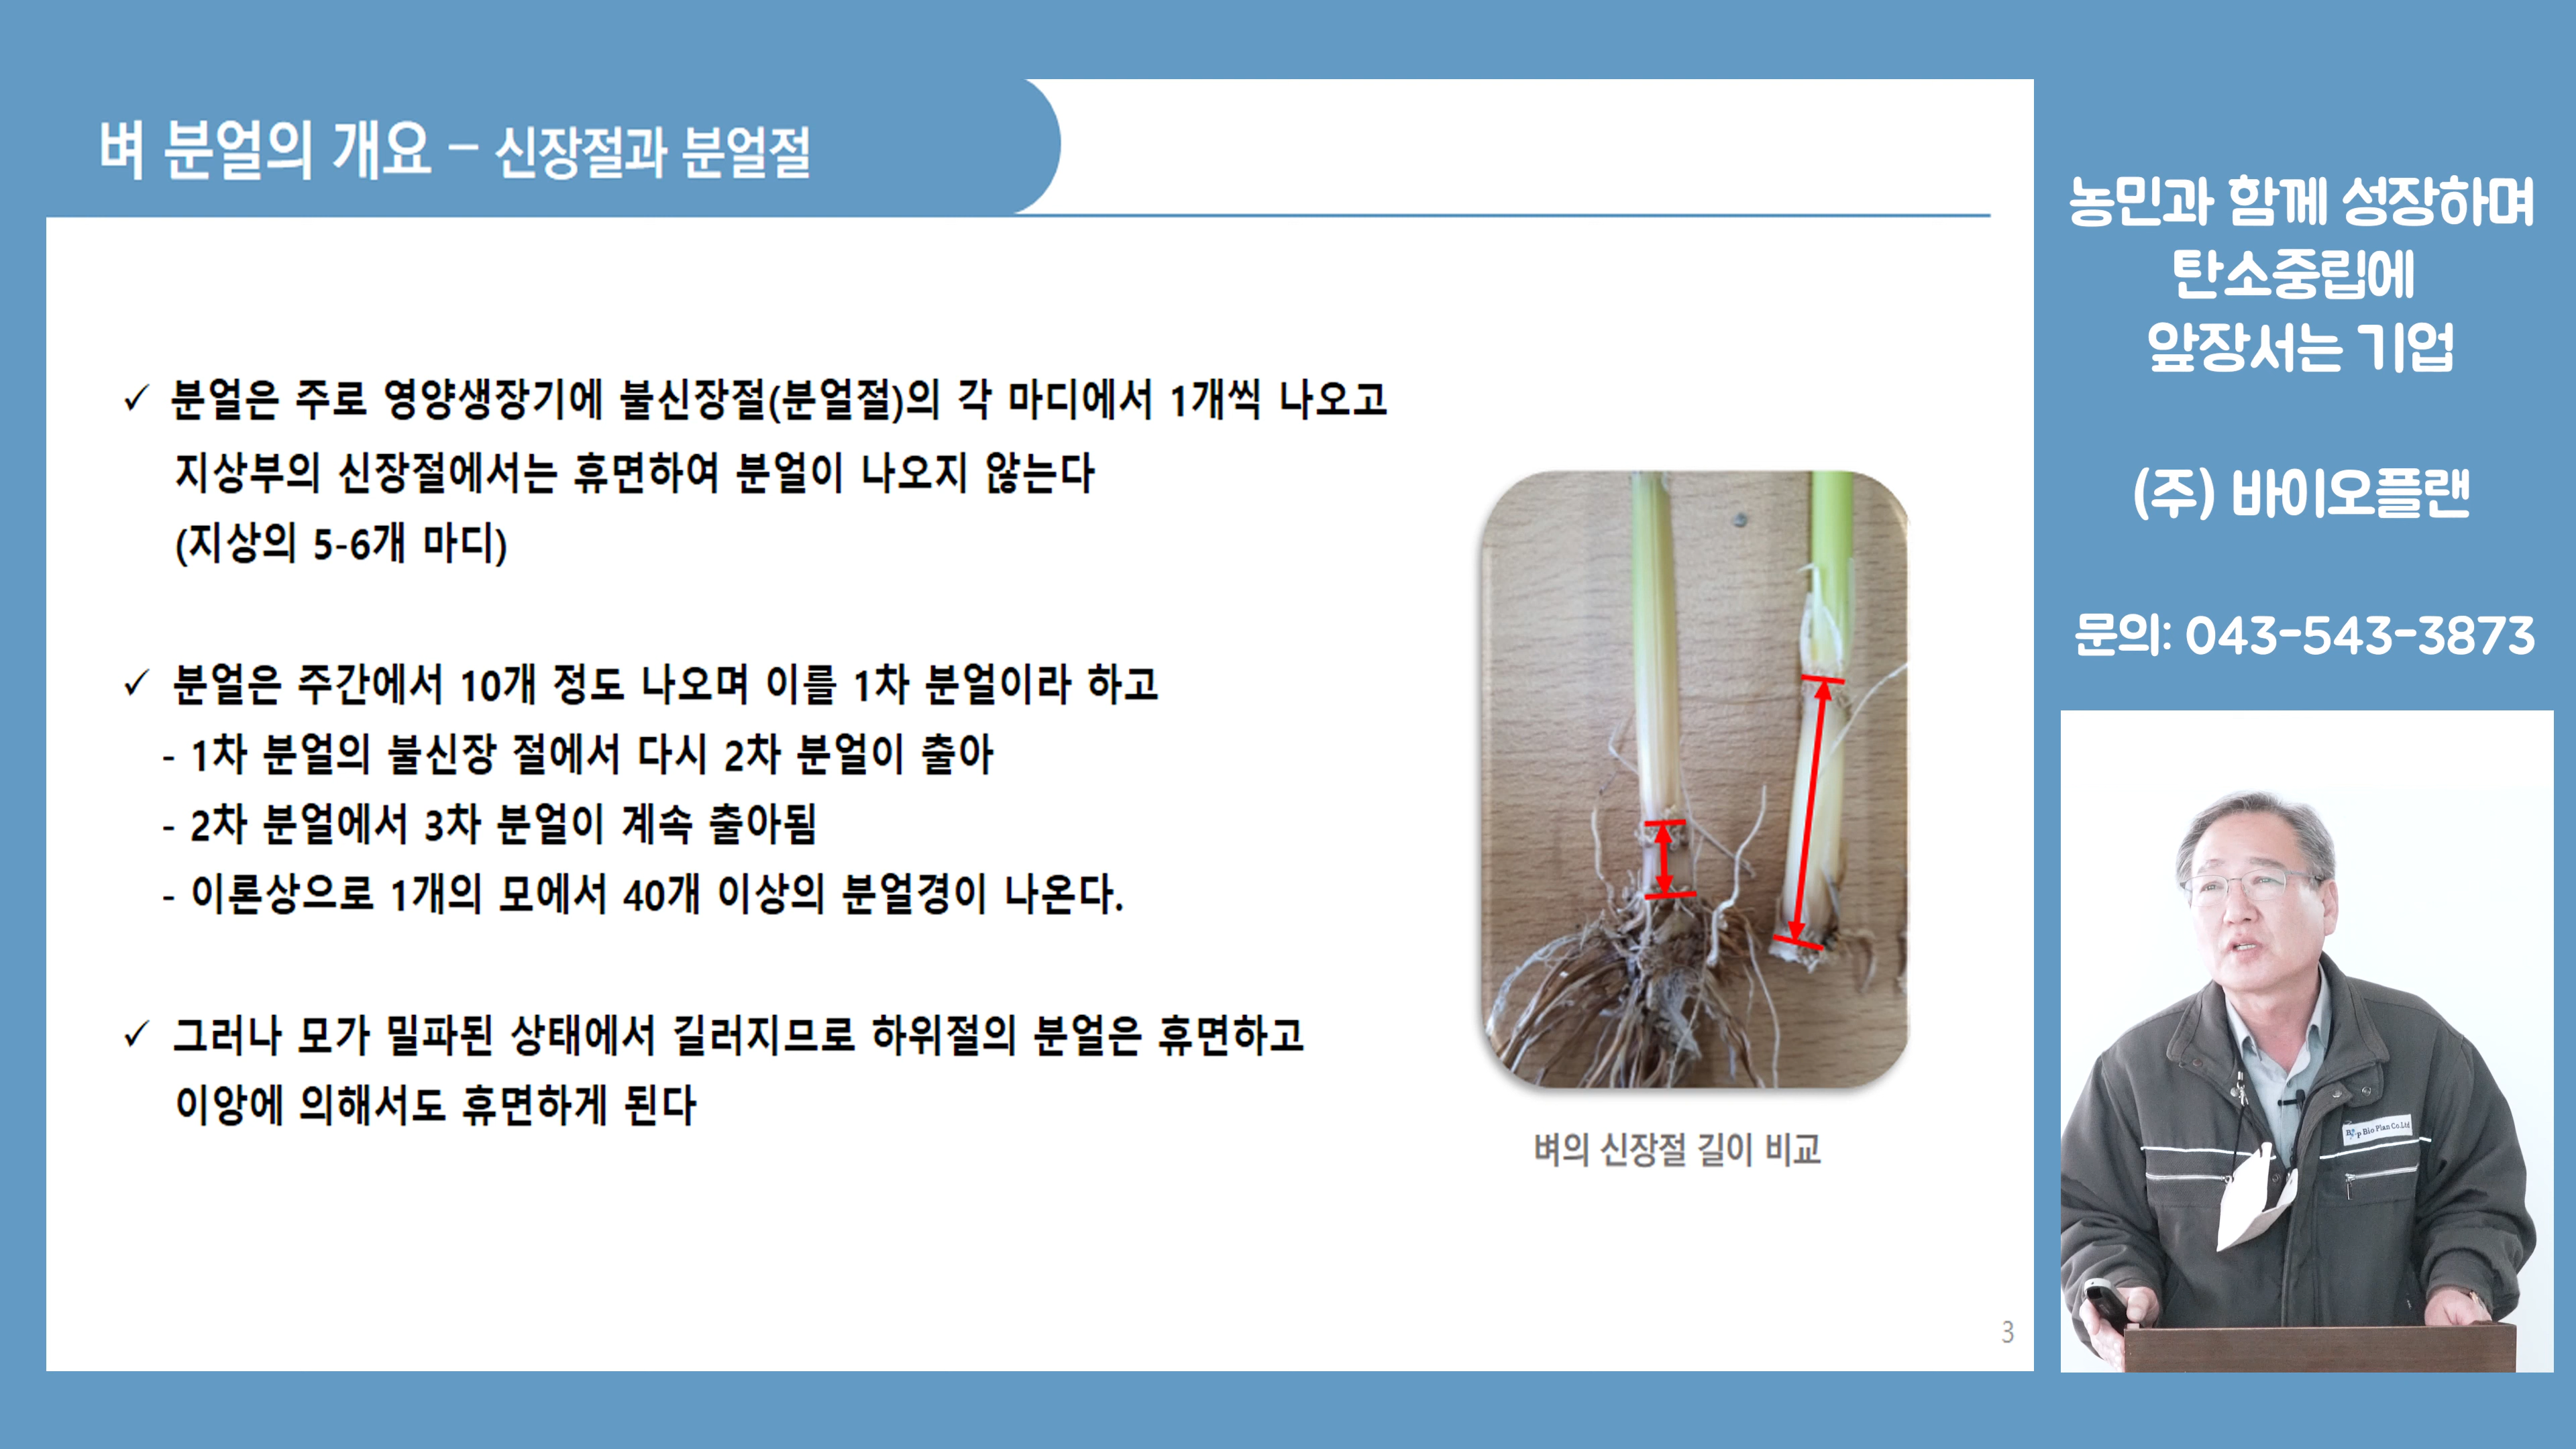 벼 분얼의 개요 – 신장절과 분얼절
✓ 분얼은 주로 영양생장기에 불신장절(분얼절)의 각 마디에서 1개씩 나오고
지상부의 신장절에서는 휴면하여 분얼이 나오지 않는다
(지상의 5-6개 마디)
✓ 분얼은 주간에서 10개 정도 나오며 이를 1차 분얼이라 하고
- 1차 분얼의 불신장 절에서 다시 2차 분얼이 출아
- 2차 분얼에서 3차 분얼이 계속 출아됨
- 이론상으로 1개의 모에서 40개 이상의 분얼경이 나온다.
✓ 그러나 모가 밀파된 상태에서 길러지므로 하위절의 분얼은 휴면하고
이앙에 의해서도 휴면하게 된다
벼의 신장절 길이 비교
3
농민과 함께 성장하며
탄소중립에
앞장서는 기업
(주) 바이오플랜
문의: 043-543-3873
Bio Plan Co.Ltd